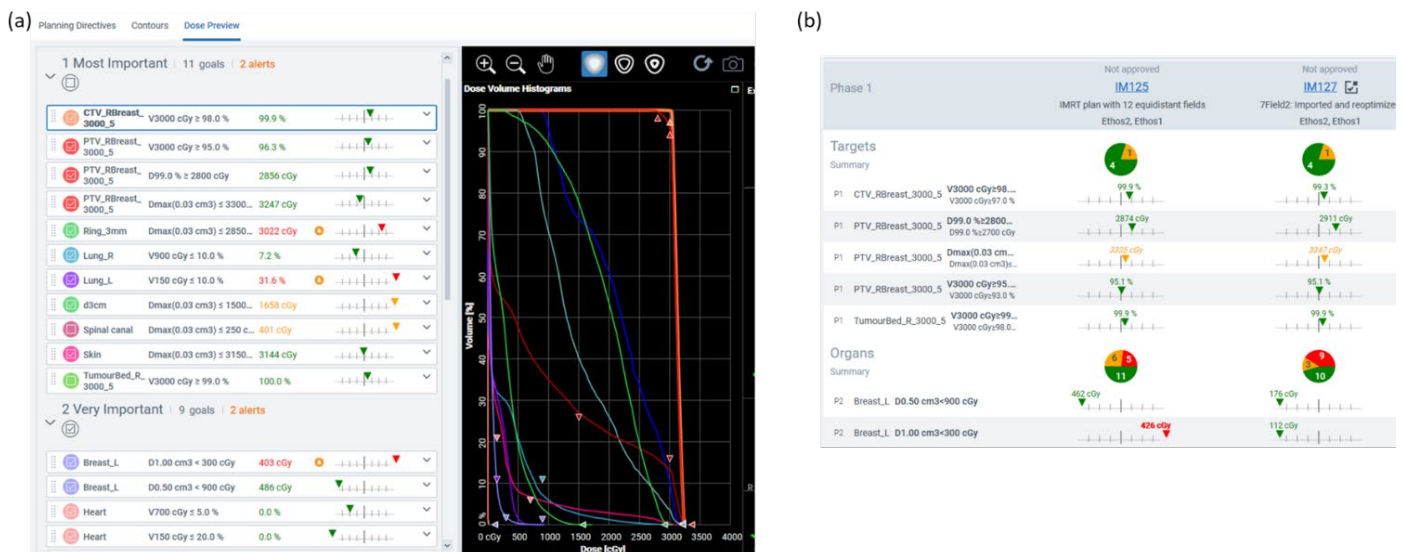 (a)
Planning Directives Contours Dose Preview
1 Most Important 11 goals 2 alerts
CTV_RBreast_3000_5 V3000 cGy ≥ 98.0 % 99.9 %
PTV_RBreast_3000_5 V3000 cGy ≥ 95.0 % 96.3 %
PTV_RBreast_3000_5 D99.0 % ≥ 2800 cGy 2856 cGy
PTV_RBreast_3000_5 Dmax(0.03 cm3) ≤ 3300... 3247 cGy
Ring_3mm Dmax(0.03 cm3) ≤ 2850... 3022 cGy
Lung_R V900 cGy ≤ 10.0 % 7.2 %
Lung_L V150 cGy ≤ 10.0 % 31.6 %
d3cm Dmax(0.03 cm3) ≤ 1500... 1658 cGy
Spinal canal Dmax(0.03 cm3) ≤ 250 c... 401 cGy
Skin Dmax(0.03 cm3) ≤ 3150... 3144 cGy
TumourBed_R_3000_5 V3000 cGy ≥ 99.0 % 100.0 %
2 Very Important 9 goals 2 alerts
Breast_L D1.00 cm3 < 300 cGy 403 cGy
Breast_L D0.50 cm3 < 900 cGy 486 cGy
Heart V700 cGy ≤ 5.0 % 0.0 %
Heart V150 cGy ≤ 20.0 % 0.0 %
Dose Volume Histograms
Volume [%]
100
90
80
70
60
50
40
30
20
10
0 %
0 cGy 500 1000 1500 2000 2500 3000 3500 4000
Dose [cGy]
(b)
Phase 1
Not approved Not approved
IM125 IM127
IMRT plan with 12 equidistant fields 7Field2: Imported and reoptimize
Ethos2, Ethos1 Ethos2, Ethos1
Targets
Summary
4 1 4 1
P1 CTV_RBreast_3000_5 V3000 cGy≥98.... 99.9 % 99.3 %
V3000 cGy≥97.0 %
P1 PTV_RBreast_3000_5 D99.0 %≥2800... 2874 cGy 2911 cGy
D99.0 %≥2700 cGy
P1 PTV_RBreast_3000_5 Dmax(0.03 cm... 3325 cGy 3347 cGy
Dmax(0.03 cm3)≤...
P1 PTV_RBreast_3000_5 V3000 cGy≥95.... 95.1 % 95.1 %
V3000 cGy≥93.0 %
P1 TumourBed_R_3000_5 V3000 cGy≥99... 99.9 % 99.9 %
V3000 cGy≥98.0...
Organs
Summary
6 5 11 3 9 10
P2 Breast_L D0.50 cm3<900 cGy 462 cGy 176 cGy
P2 Breast_L D1.00 cm3<300 cGy 426 cGy 112 cGy